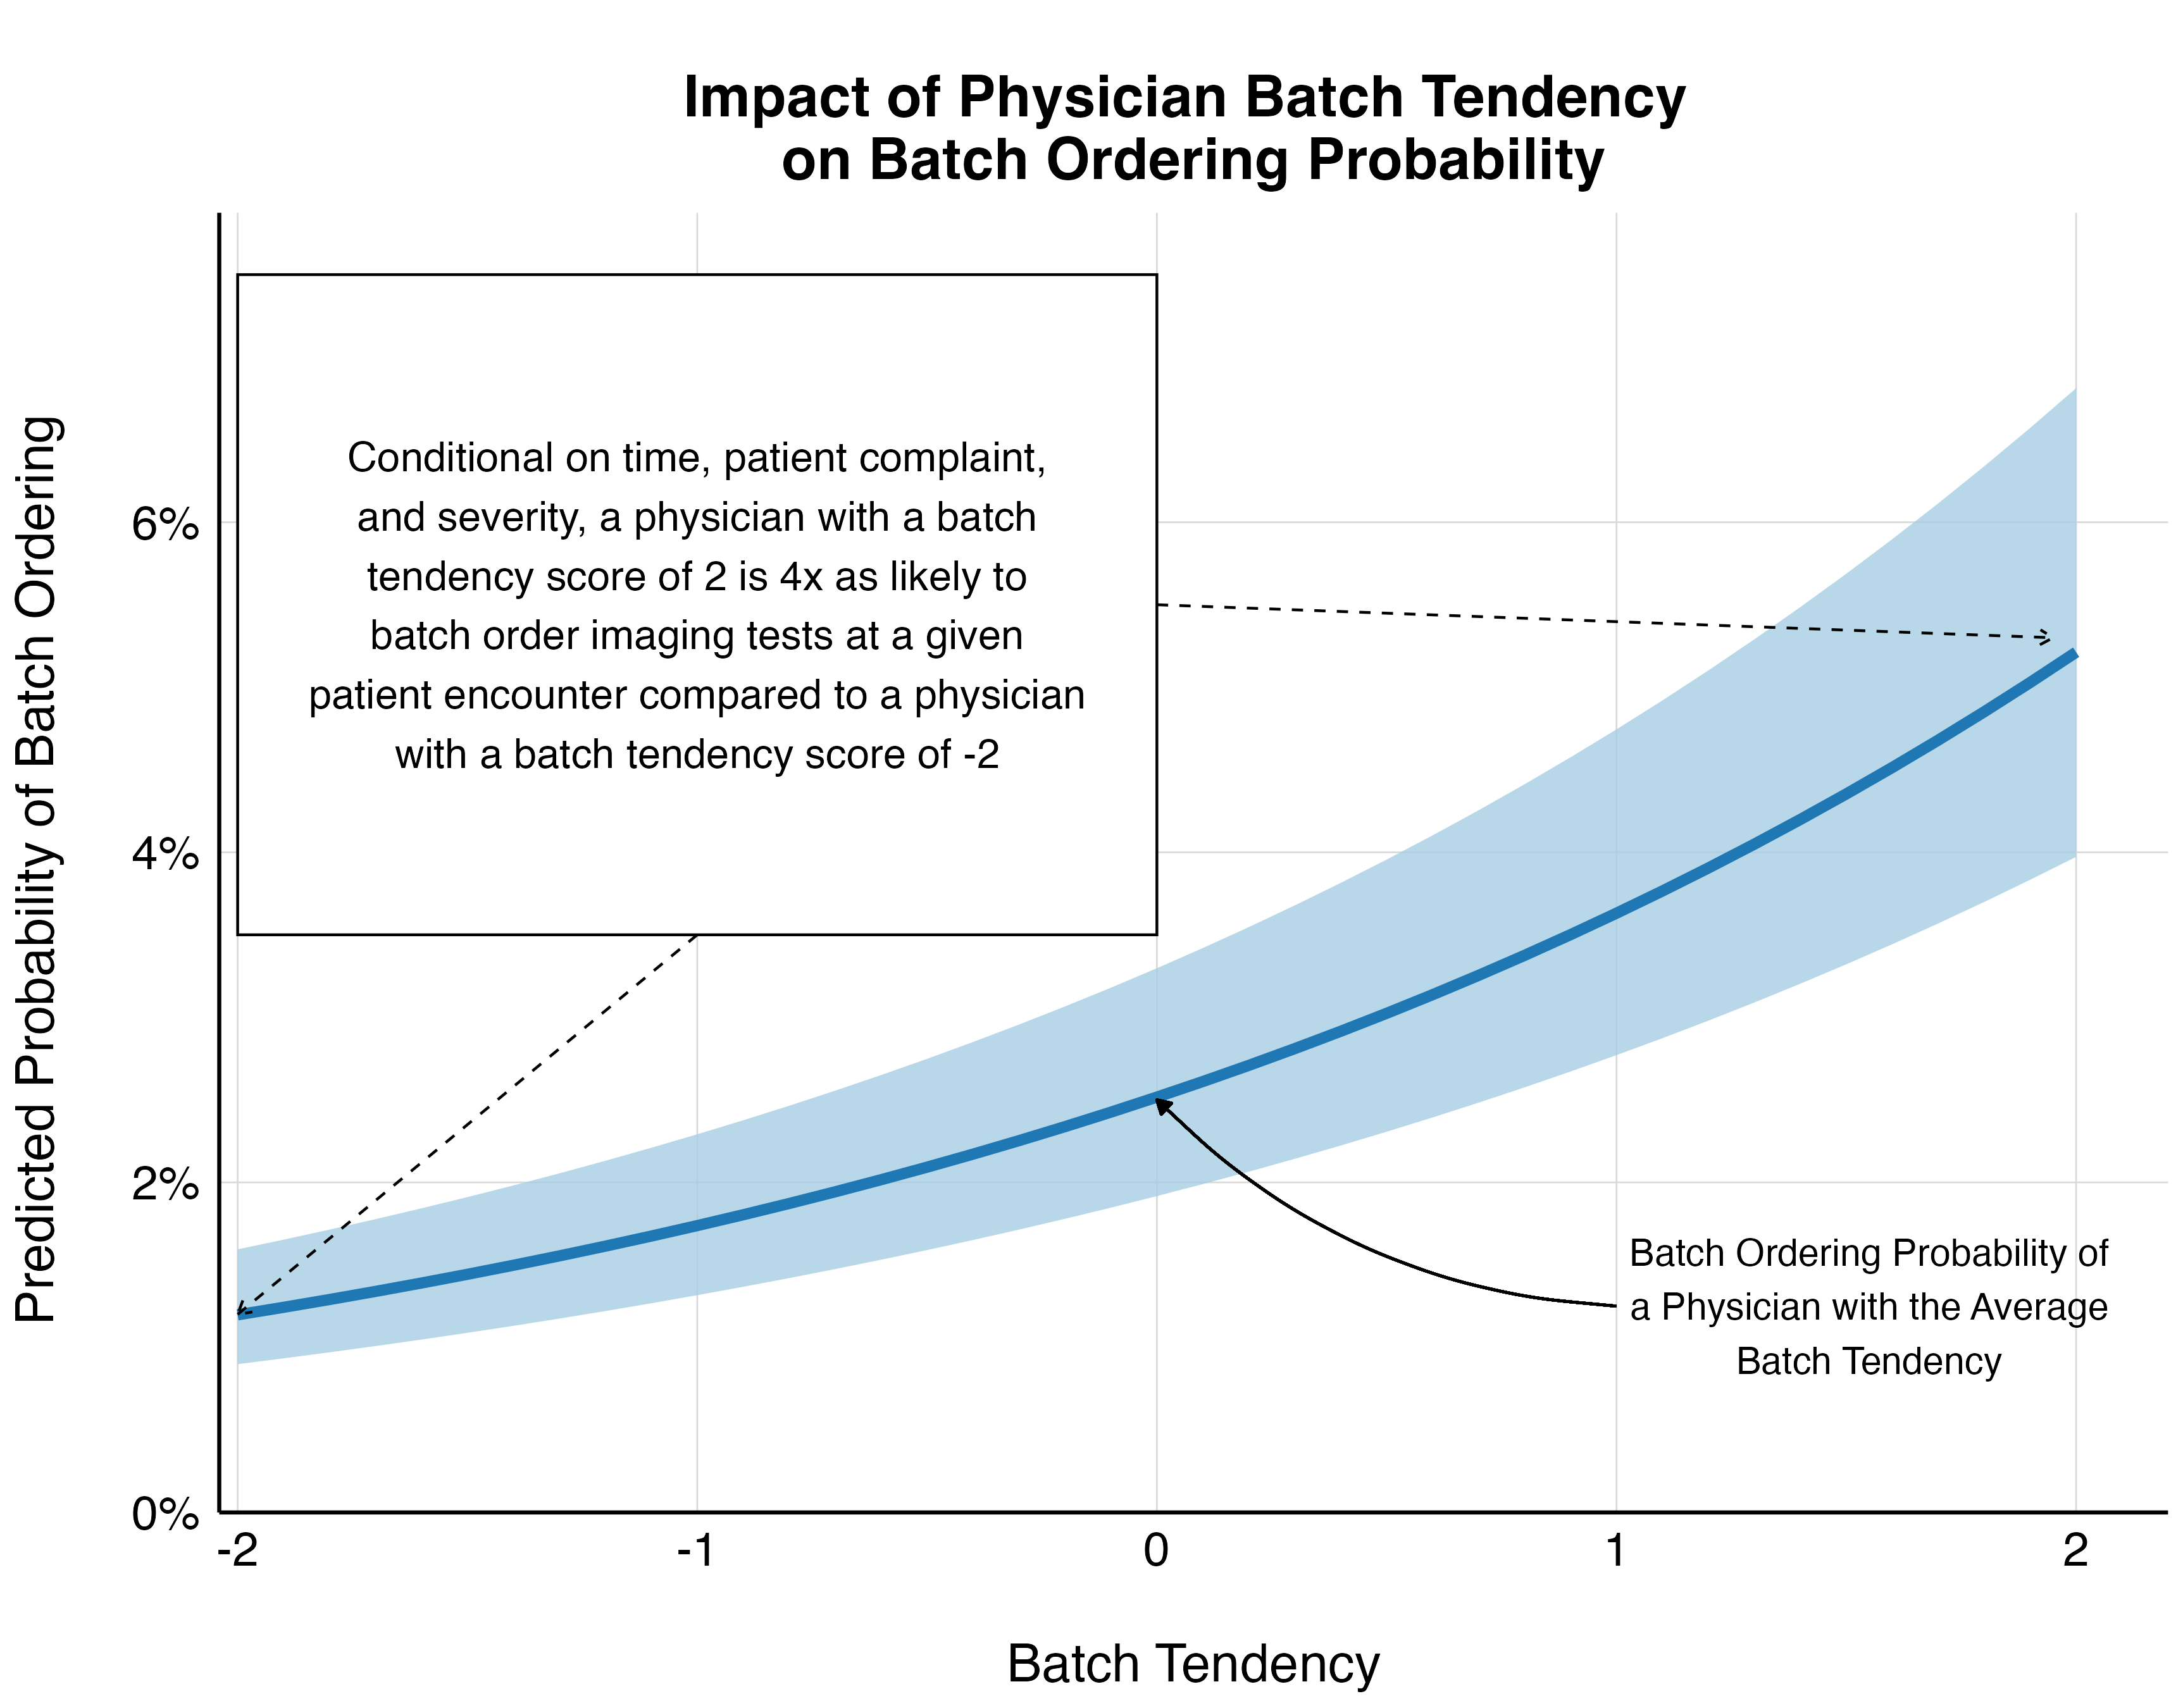 Impact of Physician Batch Tendency
on Batch Ordering Probability
Predicted Probability of Batch Ordering
6%
4%
2%
0%
Conditional on time, patient complaint,
and severity, a physician with a batch
tendency score of 2 is 4x as likely to
batch order imaging tests at a given
patient encounter compared to a physician
with a batch tendency score of -2
Batch Ordering Probability of
a Physician with the Average
Batch Tendency
-2
-1
0
1
2
Batch Tendency